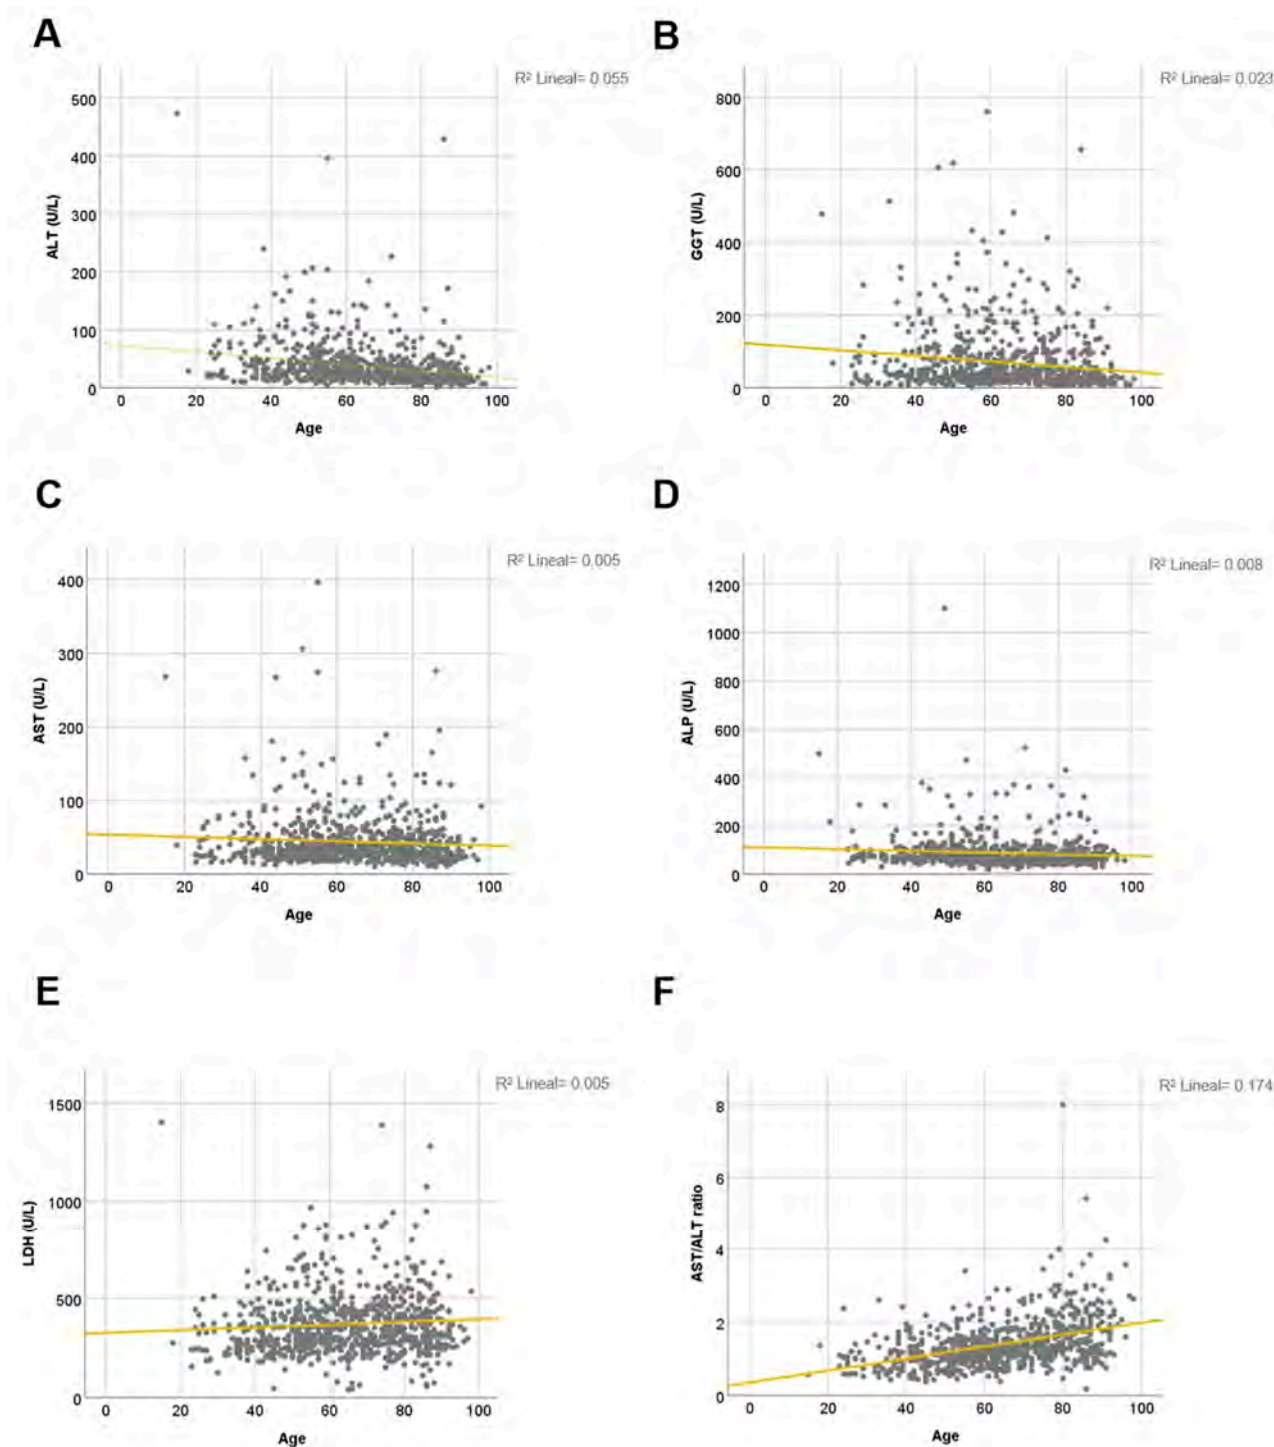 A
R² Lineal= 0.055
500
400
300
200
100
0
ALT (U/L)
0 20 40 60 80 100
Age
B
R² Lineal= 0.023
800
600
400
200
0
GGT (U/L)
0 20 40 60 80 100
Age
C
R² Lineal= 0.005
400
300
200
100
0
AST (U/L)
0 20 40 60 80 100
Age
D
R² Lineal= 0.008
1200
1000
800
600
400
200
0
ALP (U/L)
0 20 40 60 80 100
Age
E
R² Lineal= 0.005
1500
1000
500
0
LDH (U/L)
0 20 40 60 80 100
Age
F
R² Lineal= 0.174
8
6
4
2
0
AST/ALT ratio
0 20 40 60 80 100
Age